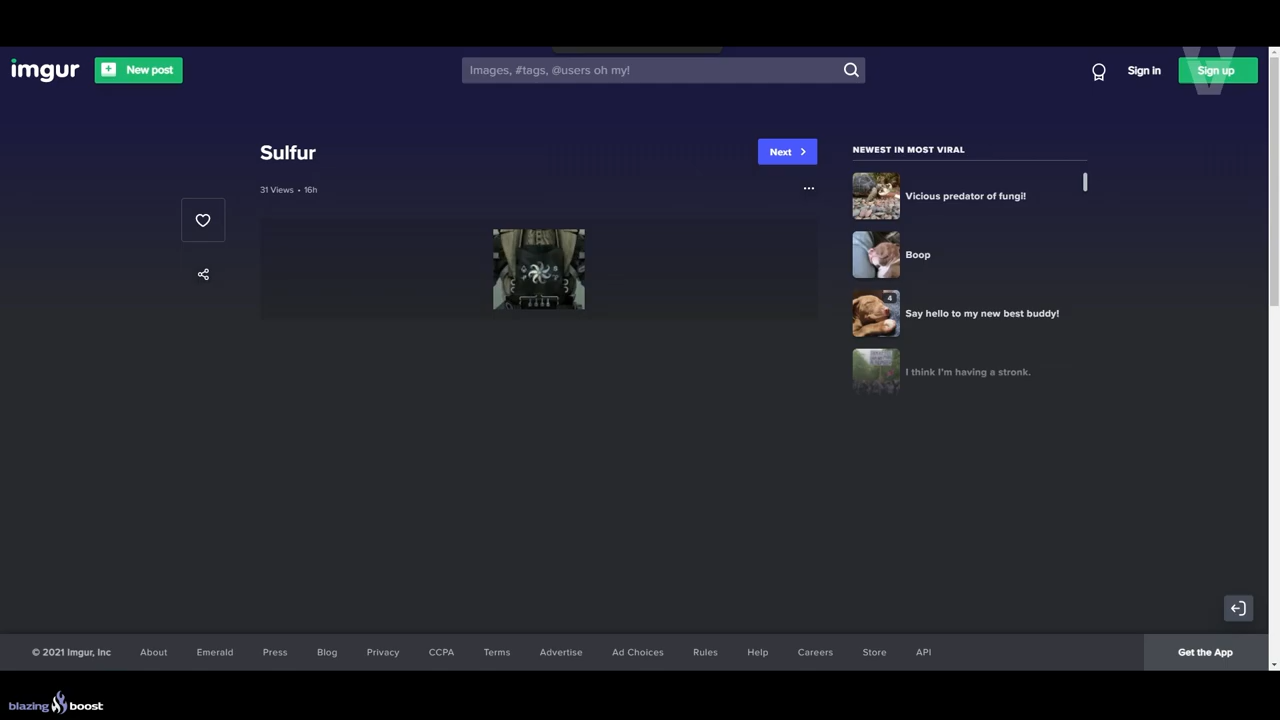 imgur
New post
Images, #tags, @users oh my!
Sign in
Sign up
Sulfur
Next
31 Views • 16h
NEWEST IN MOST VIRAL
Vicious predator of fungi!
Boop
4
Say hello to my new best buddy!
I think I'm having a stronk.
© 2021 Imgur, Inc
About
Emerald
Press
Blog
Privacy
CCPA
Terms
Advertise
Ad Choices
Rules
Help
Careers
Store
API
Get the App
blazing boost